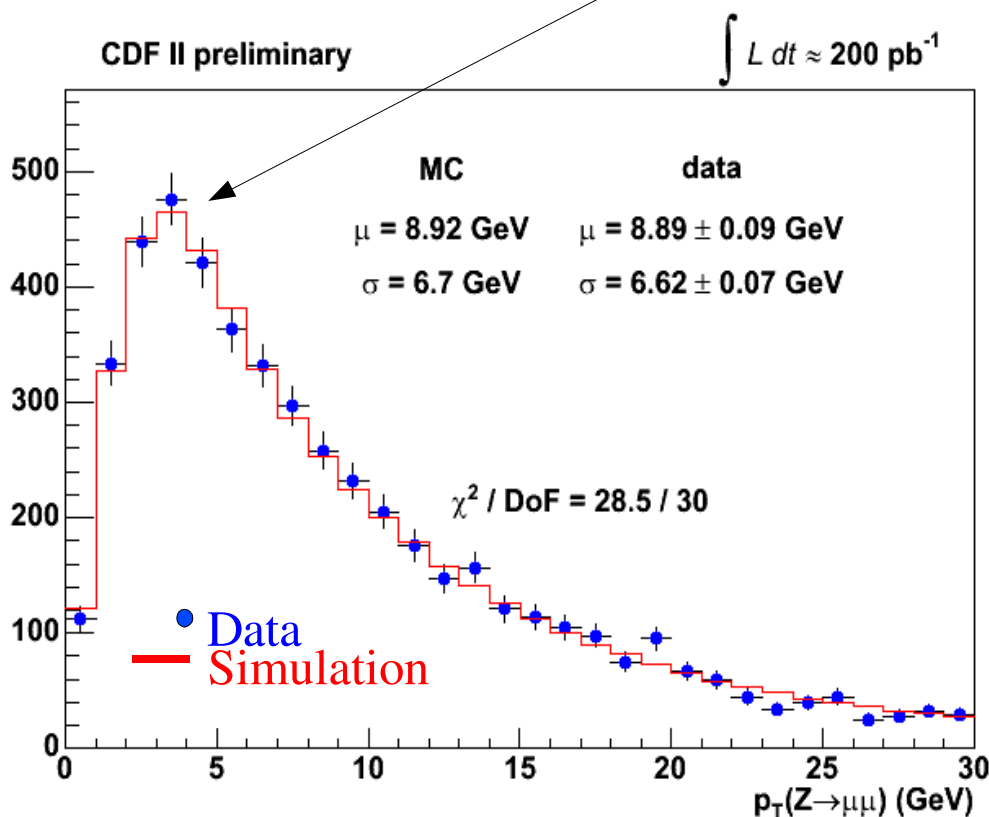 CDF II preliminary
∫ L dt ≈ 200 pb⁻¹
MC data
μ = 8.92 GeV μ = 8.89 ± 0.09 GeV
σ = 6.7 GeV σ = 6.62 ± 0.07 GeV
χ² / DoF = 28.5 / 30
Data
Simulation
500
400
300
200
100
0
0 5 10 15 20 25 30
p_T(Z→μμ) (GeV)